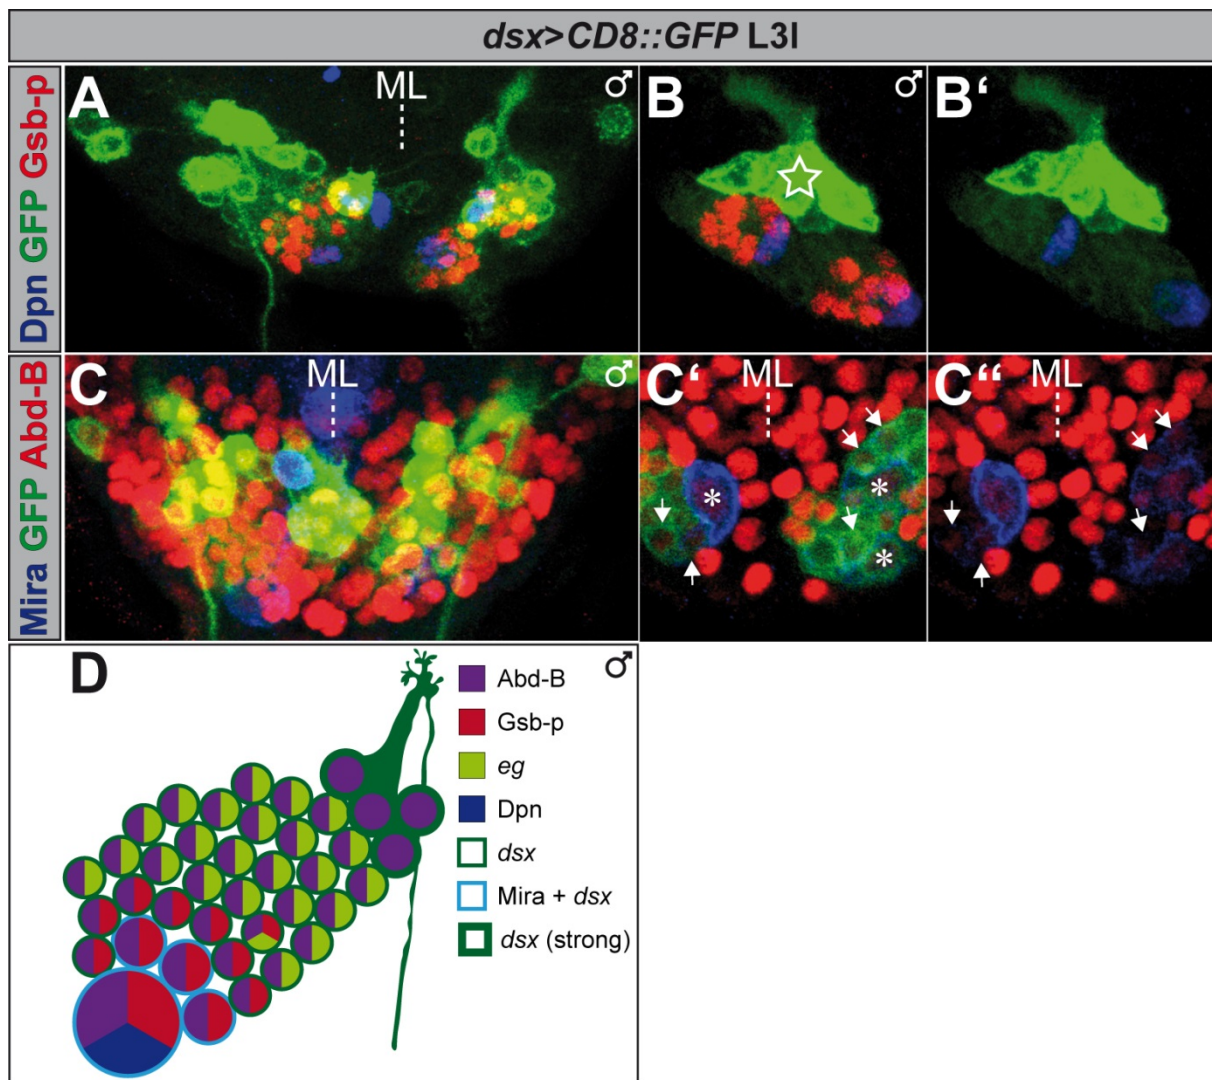 dsx>CD8::GFP L3l
Dpn GFP Gsb-p
A
ML
♂
B
♂
B'
Mira GFP Abd-B
C
ML
♂
C'
ML
*
*
*
C''
ML
D
♂
Abd-B
Gsb-p
eg
Dpn
dsx
Mira + dsx
dsx (strong)